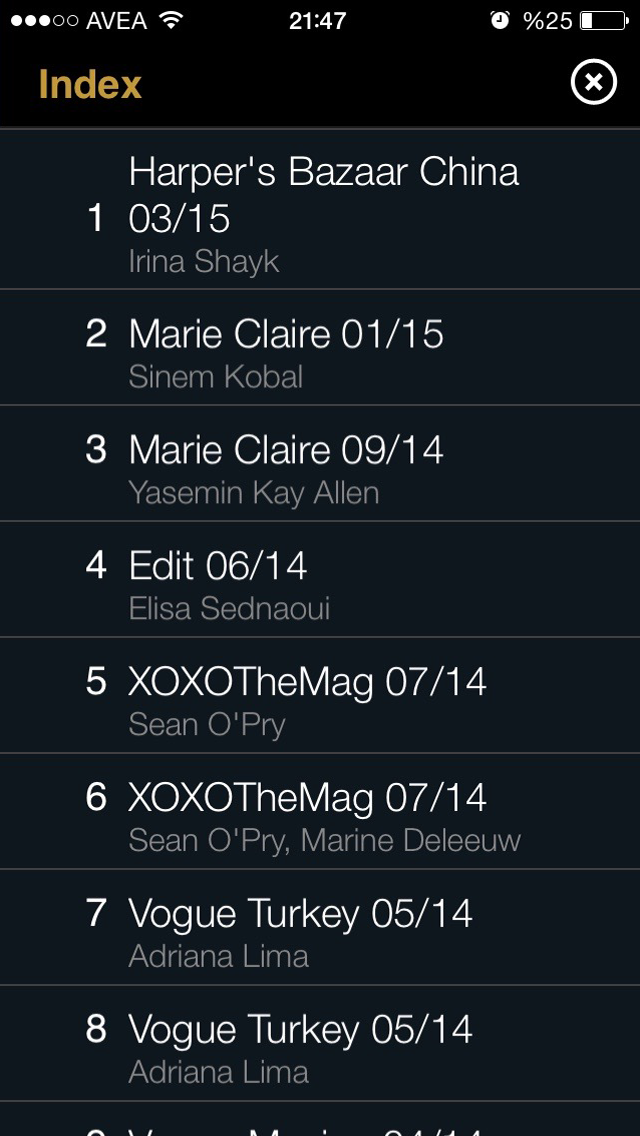 AVEA 21:47 %25
Index
Harper's Bazaar China
1 03/15
Irina Shayk
2 Marie Claire 01/15
Sinem Kobal
3 Marie Claire 09/14
Yasemin Kay Allen
4 Edit 06/14
Elisa Sednaoui
5 XOXOTheMag 07/14
Sean O'Pry
6 XOXOTheMag 07/14
Sean O'Pry, Marine Deleeuw
7 Vogue Turkey 05/14
Adriana Lima
8 Vogue Turkey 05/14
Adriana Lima